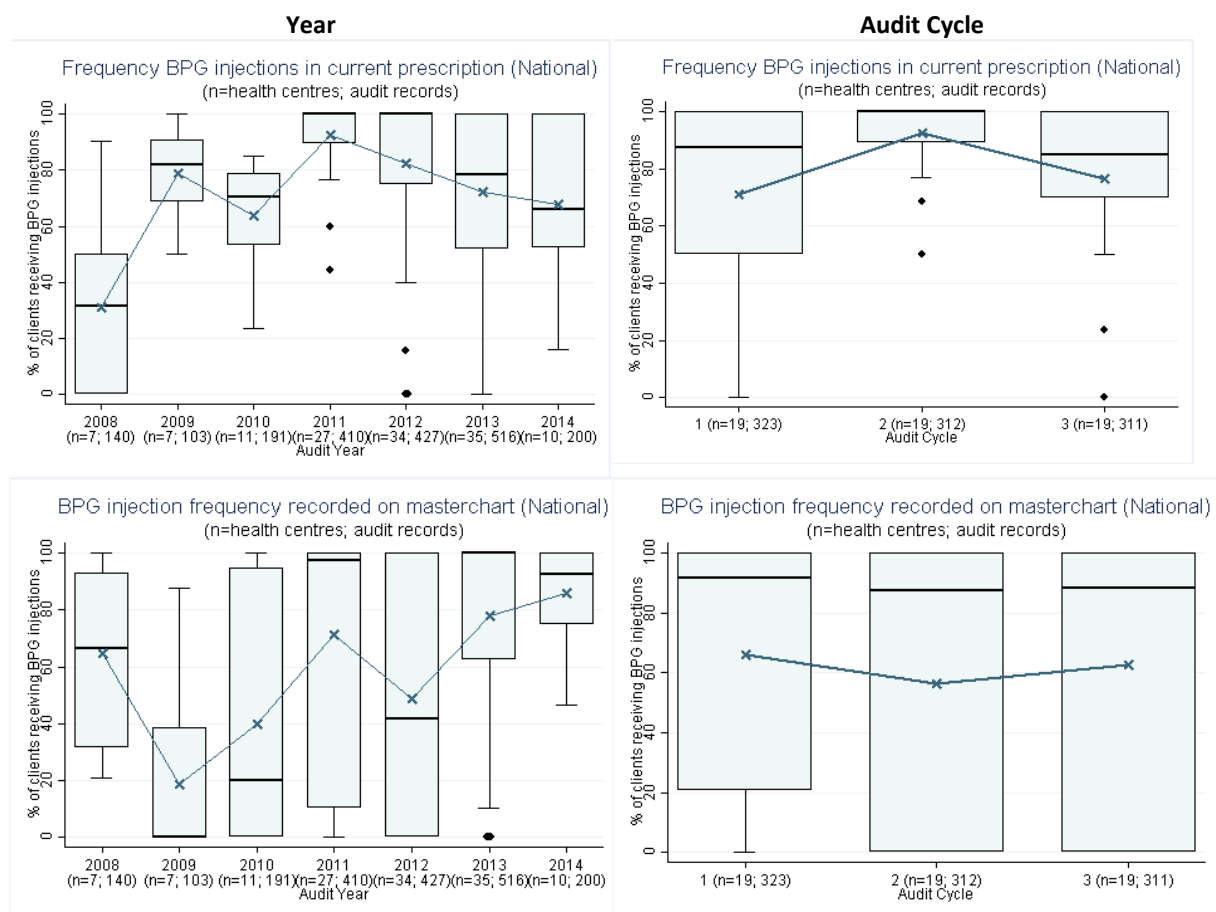 Year
Audit Cycle
Frequency BPG injections in current prescription (National)
(n=health centres; audit records)
% of clients receiving BPG injections
100
80
60
40
20
0
2008 2009 2010 2011 2012 2013 2014
(n=7; 140) (n=7; 103) (n=11; 191)(n=27; 410)(n=34; 427)(n=35; 516)(n=10; 200)
Audit Year
Frequency BPG injections in current prescription (National)
(n=health centres; audit records)
% of clients receiving BPG injections
100
80
60
40
20
0
1 (n=19; 323) 2 (n=19; 312) 3 (n=19; 311)
Audit Cycle
BPG injection frequency recorded on masterchart (National)
(n=health centres; audit records)
% of clients receiving BPG injections
100
80
60
40
20
0
2008 2009 2010 2011 2012 2013 2014
(n=7; 140) (n=7; 103) (n=11; 191)(n=27; 410)(n=34; 427)(n=35; 516)(n=10; 200)
Audit Year
BPG injection frequency recorded on masterchart (National)
(n=health centres; audit records)
% of clients receiving BPG injections
100
80
60
40
20
0
1 (n=19; 323) 2 (n=19; 312) 3 (n=19; 311)
Audit Cycle